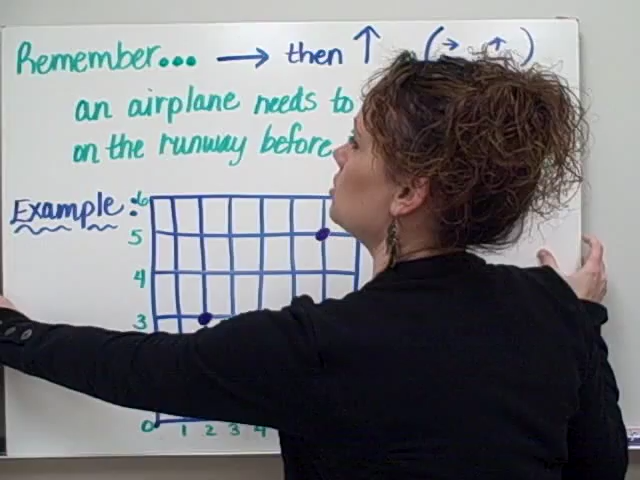 Remember... → then ↑ (→ ↑)
an airplane needs to
on the runway before
Example:
6
5
4
3
0 1 2 3 4